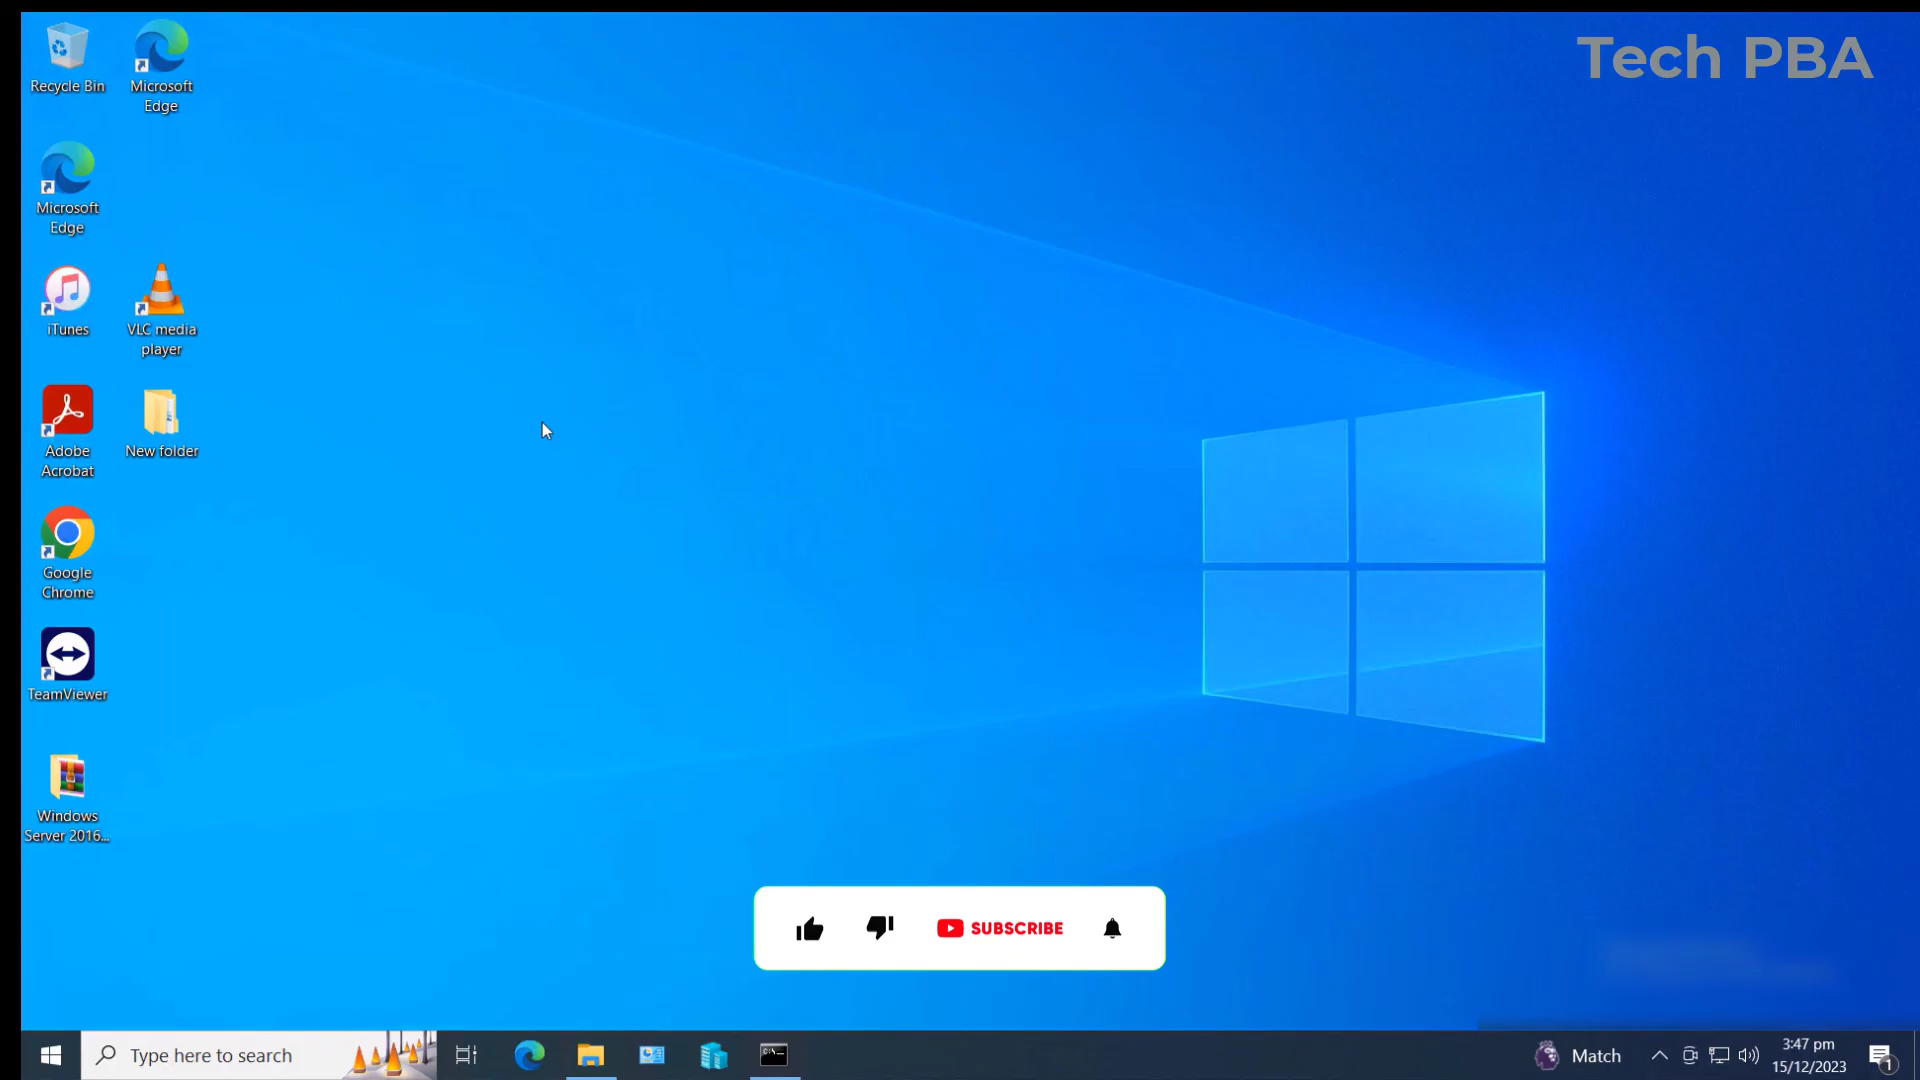 Tech PBA
Recycle Bin
Microsoft
Edge
Microsoft
Edge
iTunes
VLC media
player
Adobe
Acrobat
New folder
Google
Chrome
TeamViewer
Windows
Server 2016...
SUBSCRIBE
Type here to search
Match
3:47 pm
15/12/2023
1